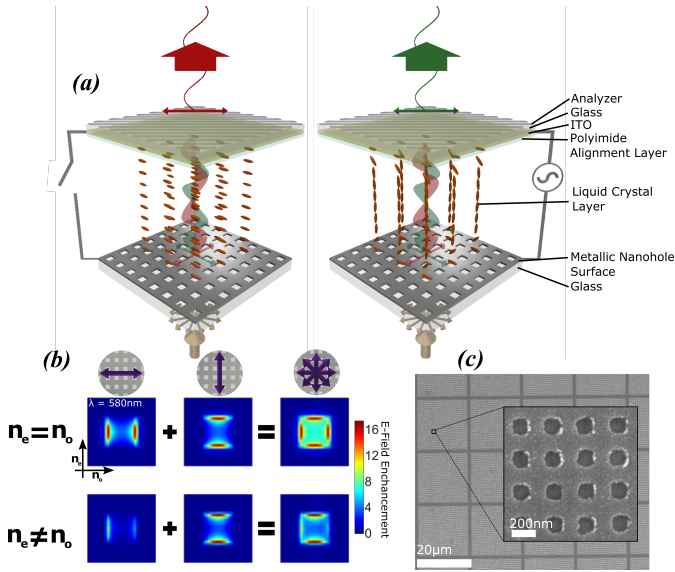 (a)
Analyzer
Glass
ITO
Polyimide
Alignment Layer
Liquid Crystal
Layer
Metallic Nanohole
Surface
Glass
(b)
λ = 580nm
nₑ=nₒ
nₑ
nₒ
+
=
16
12
8
4
0
E-Field Enchancement
nₑ≠nₒ
+
=
(c)
200nm
20μm